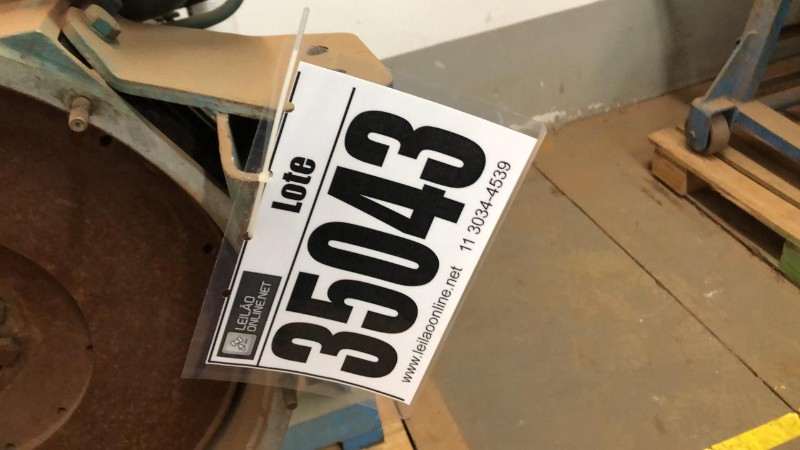 LEILÃO
ONLINE.NET
Lote
35043
www.leilaoonline.net 11 3034-4539